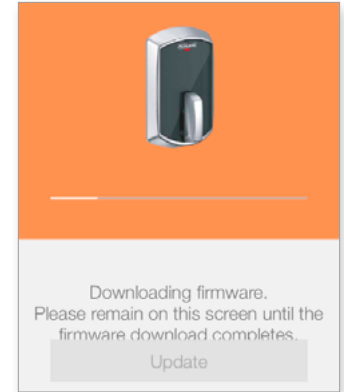 Downloading firmware.
Please remain on this screen until the
firmware download completes.
Update